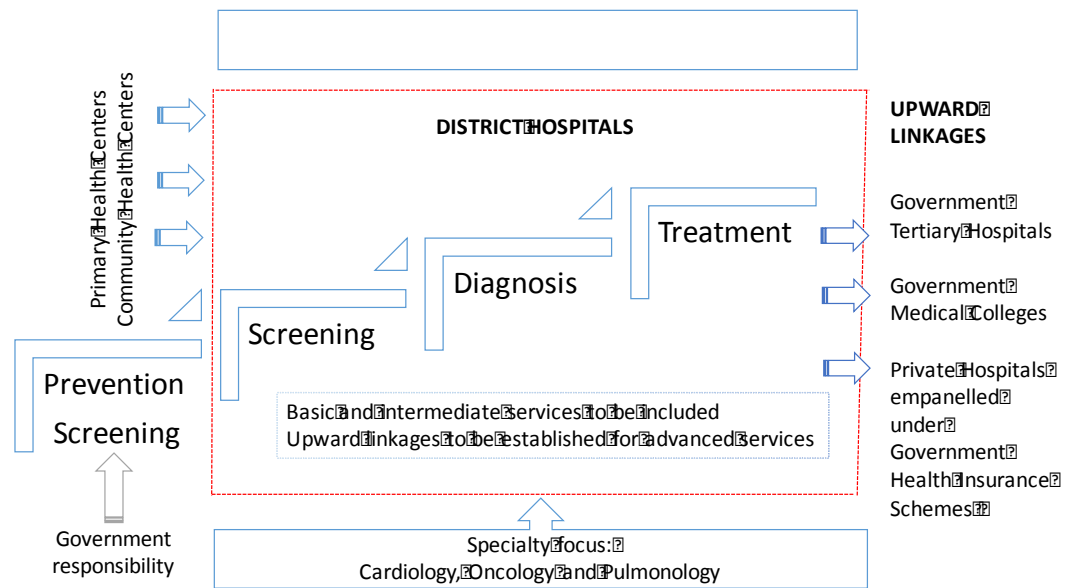 Primary Health Centers
Community Health Centers
DISTRICT HOSPITALS
UPWARD
LINKAGES
Government
Tertiary Hospitals
Government
Medical Colleges
Private Hospitals
empanelled
under
Government
Health Insurance
Schemes
Treatment
Diagnosis
Screening
Prevention
Screening
Basic and intermediate services to be included
Upward linkages to be established for advanced services
Government
responsibility
Specialty focus:
Cardiology, Oncology and Pulmonology